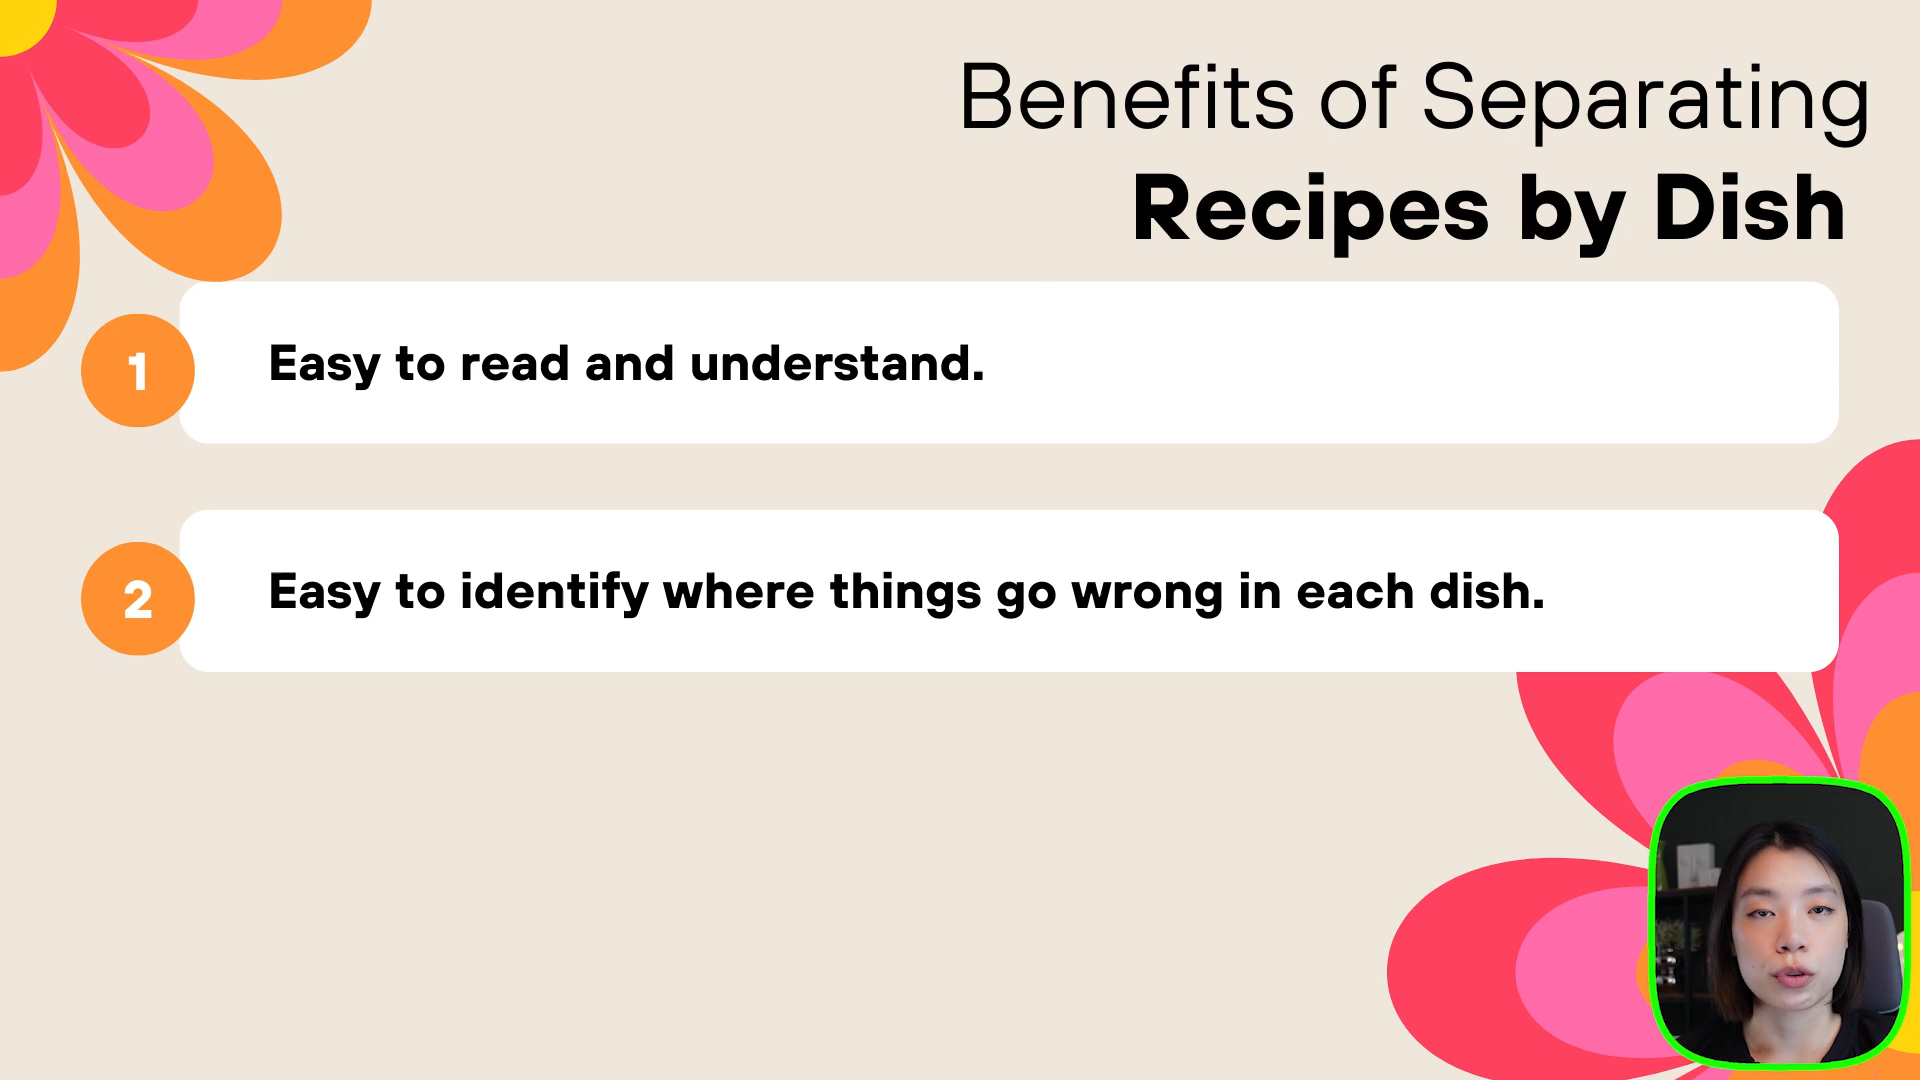 Benefits of Separating
Recipes by Dish
1
Easy to read and understand.
2
Easy to identify where things go wrong in each dish.